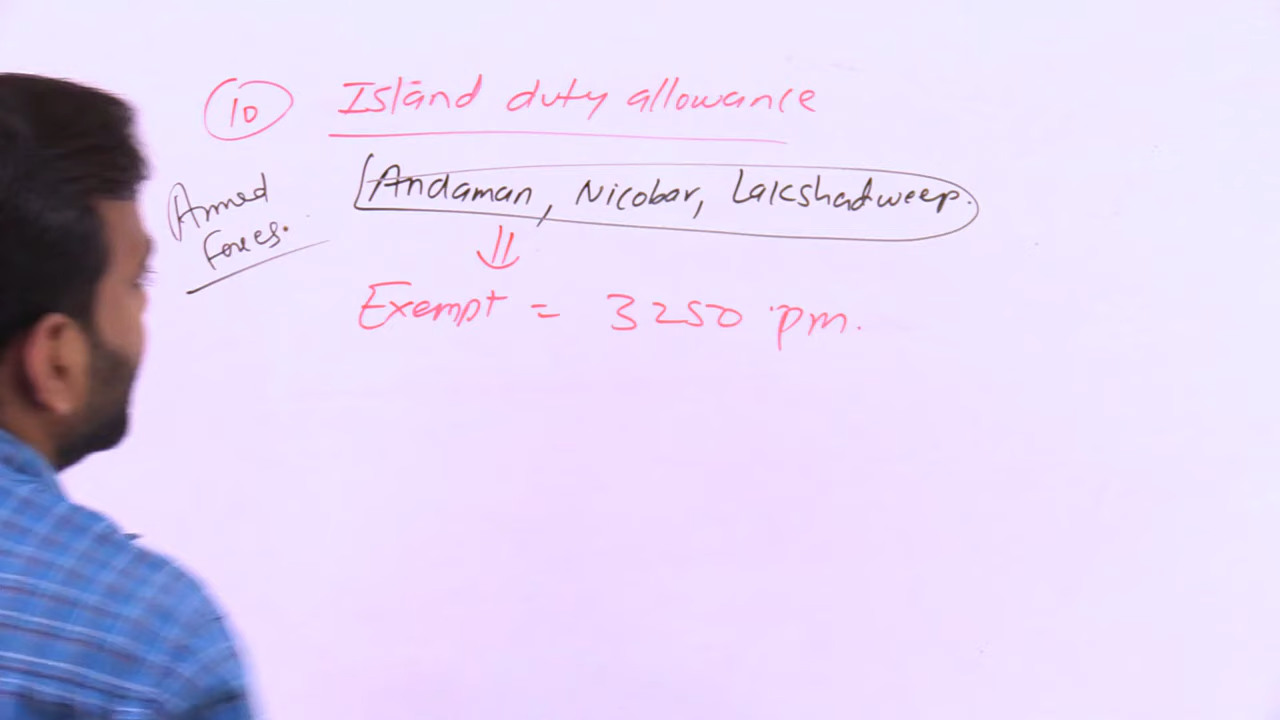 10 Island duty allowance
Armed
Forces.
Andaman, Nicobar, Lakshadweep.
Exempt = 3250 pm.